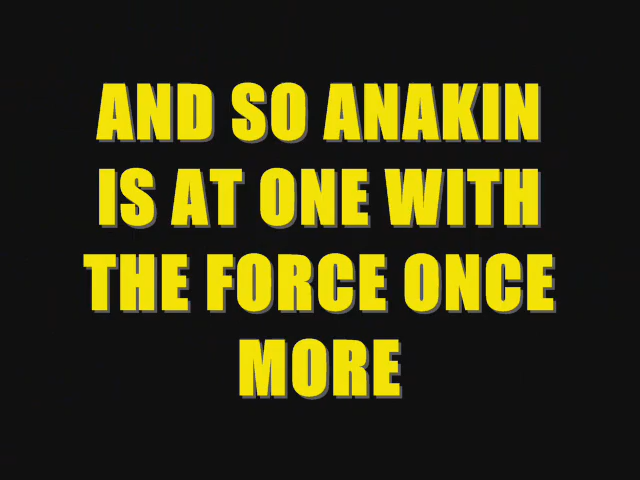 AND SO ANAKIN
IS AT ONE WITH
THE FORCE ONCE
MORE